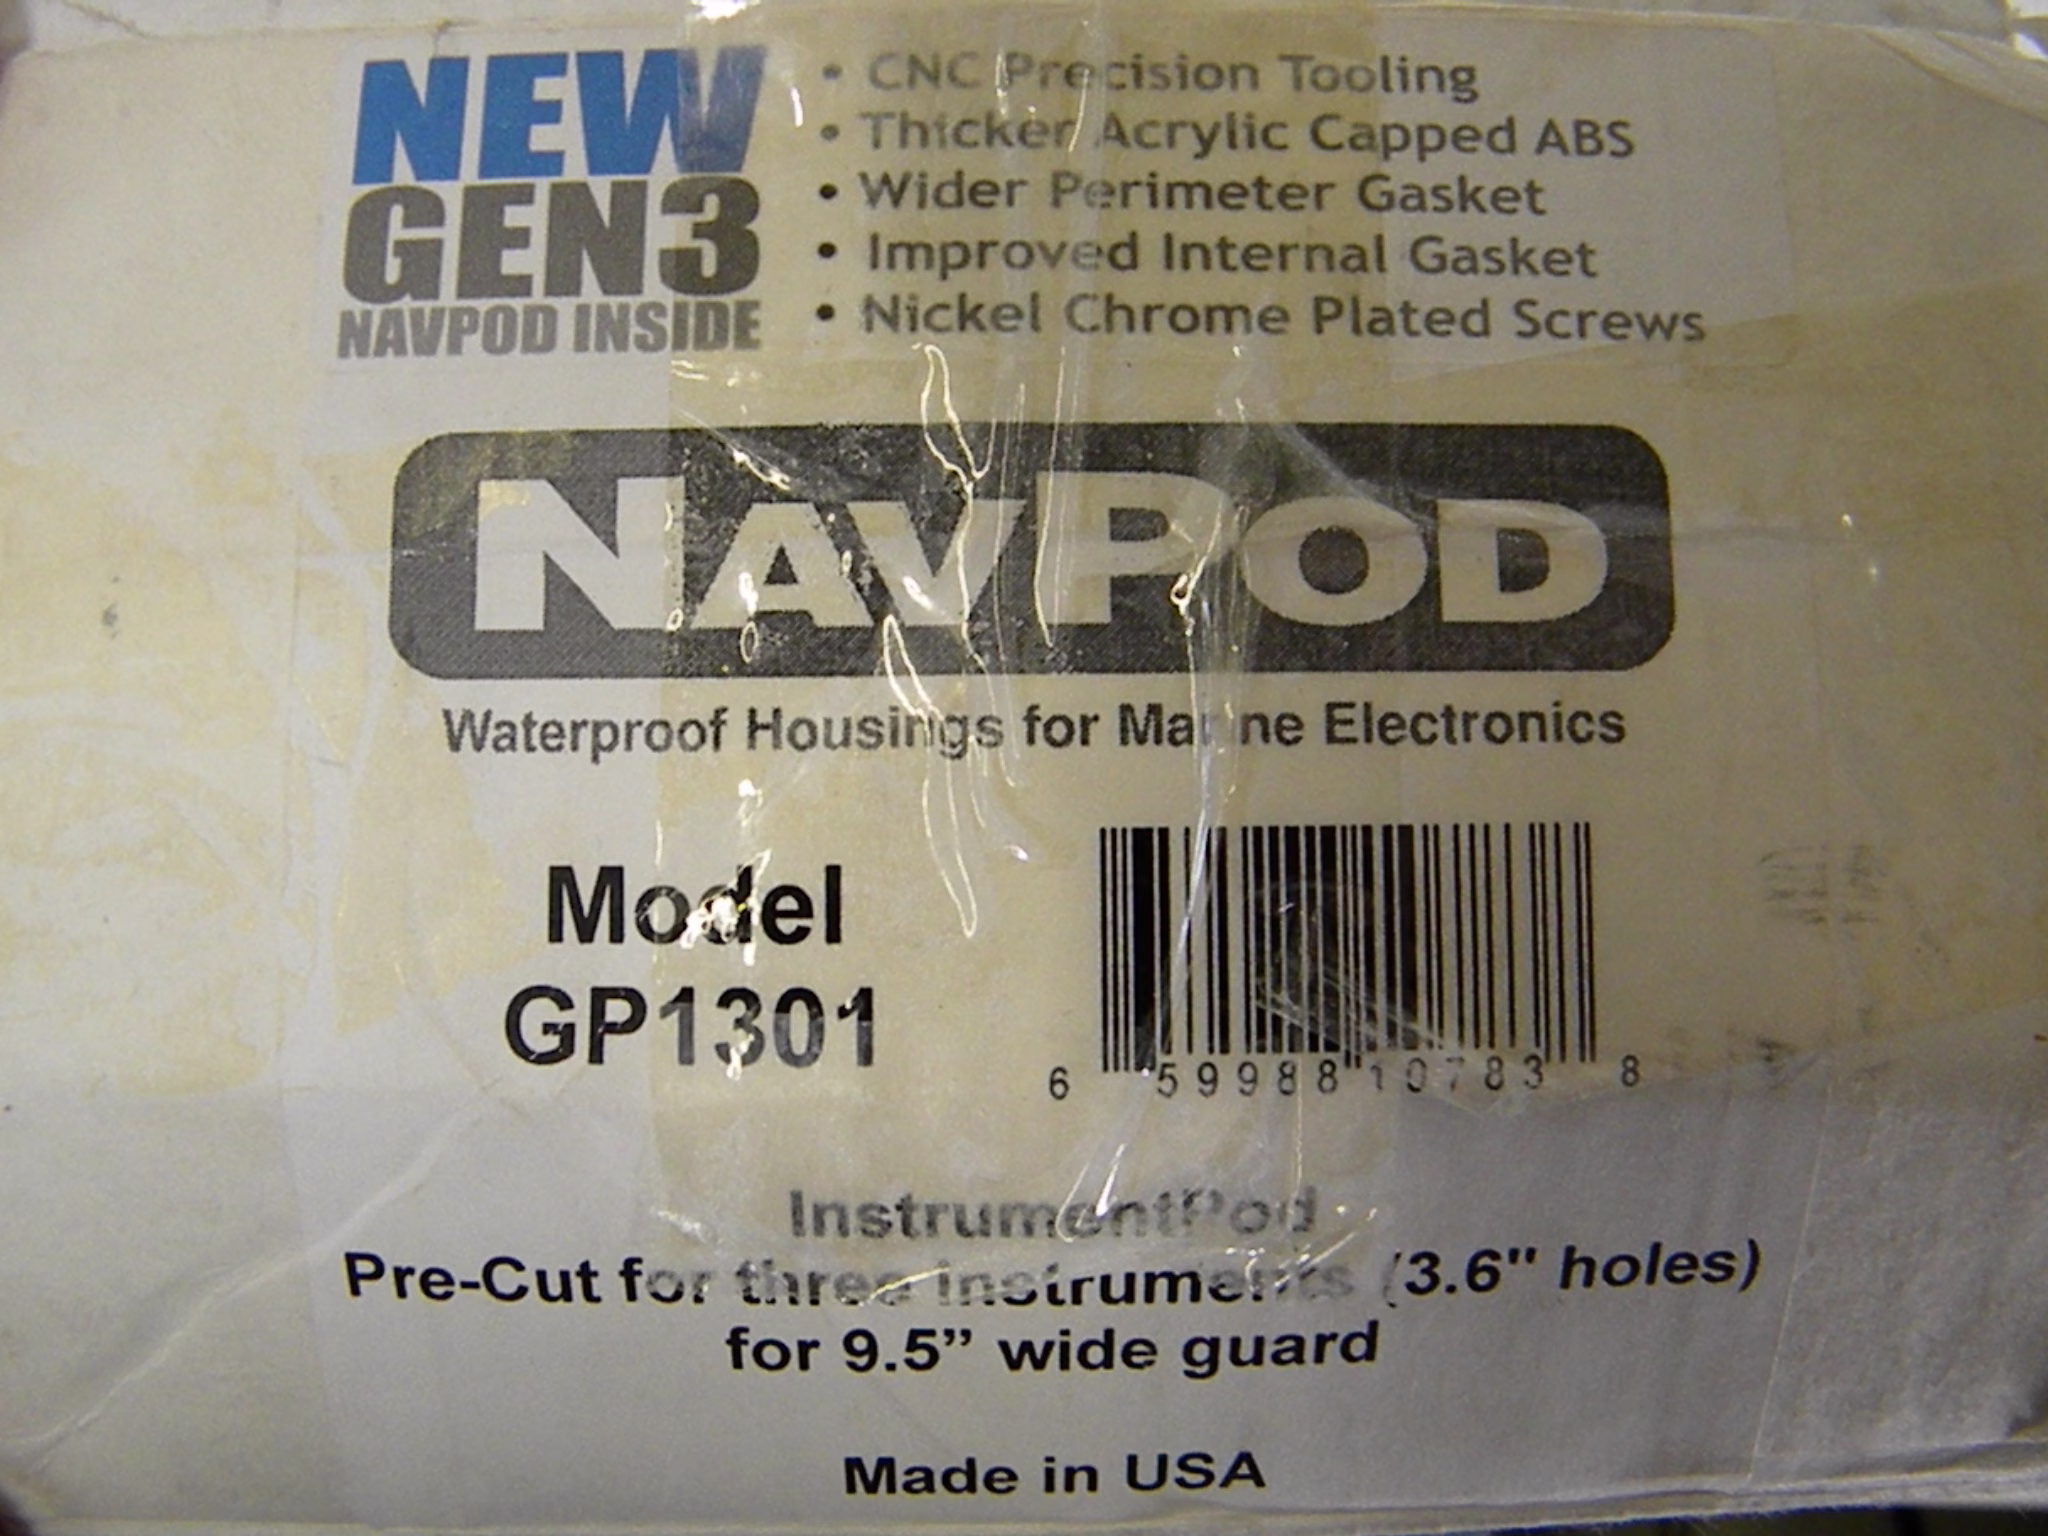 NEW
GEN3
NAVPOD INSIDE
• CNC Precision Tooling
• Thicker Acrylic Capped ABS
• Wider Perimeter Gasket
• Improved Internal Gasket
• Nickel Chrome Plated Screws
NAVPOD
Waterproof Housings for Marine Electronics
Model
GP1301
6 59988 10783 8
InstrumentPod
Pre-Cut for three instruments (3.6" holes)
for 9.5” wide guard
Made in USA